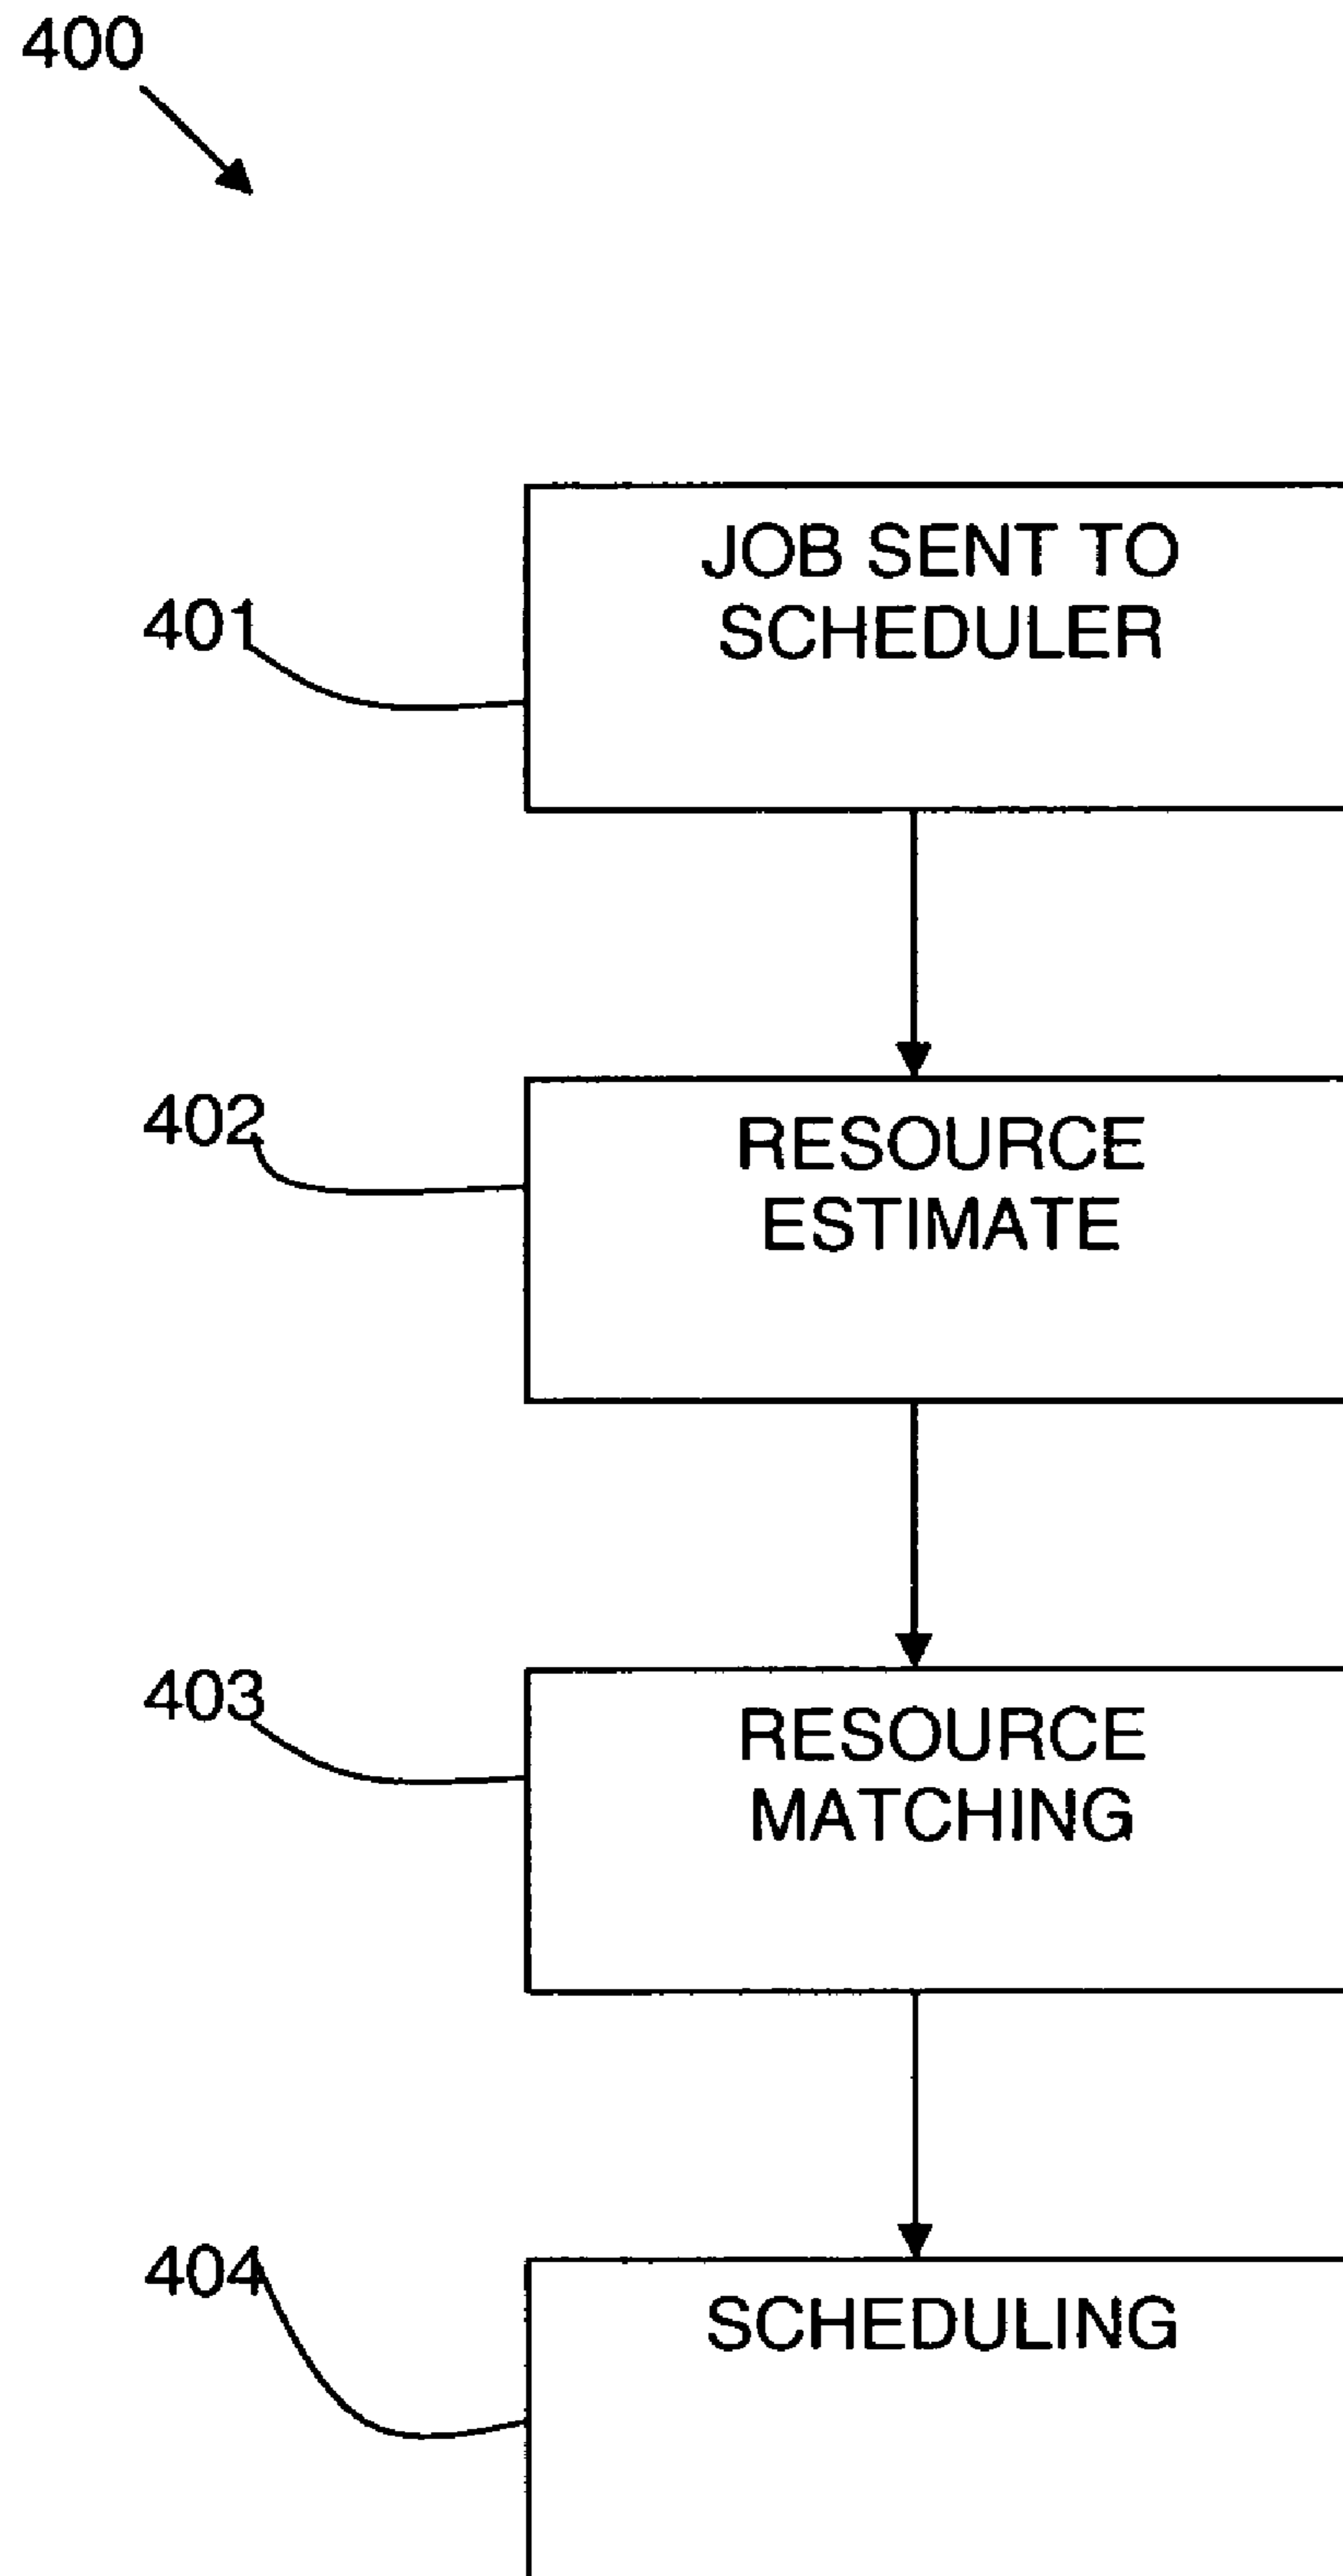 400
JOB SENT TO
SCHEDULER
401
RESOURCE
ESTIMATE
402
RESOURCE
MATCHING
403
SCHEDULING
404